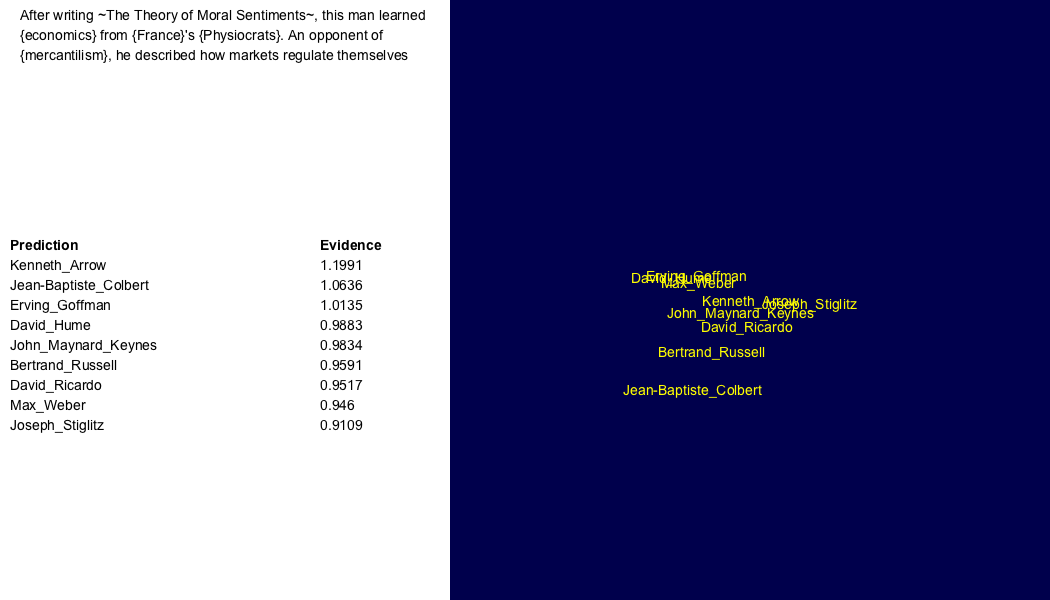 After writing ~The Theory of Moral Sentiments~, this man learned
{economics} from {France}'s {Physiocrats}. An opponent of
{mercantilism}, he described how markets regulate themselves
Prediction Evidence
Kenneth_Arrow 1.1991
Jean-Baptiste_Colbert 1.0636
Erving_Goffman 1.0135
David_Hume 0.9883
John_Maynard_Keynes 0.9834
Bertrand_Russell 0.9591
David_Ricardo 0.9517
Max_Weber 0.946
Joseph_Stiglitz 0.9109
Erving_Goffman
David_Hume
Max_Weber
Kenneth_Arrow
Joseph_Stiglitz
John_Maynard_Keynes
David_Ricardo
Bertrand_Russell
Jean-Baptiste_Colbert